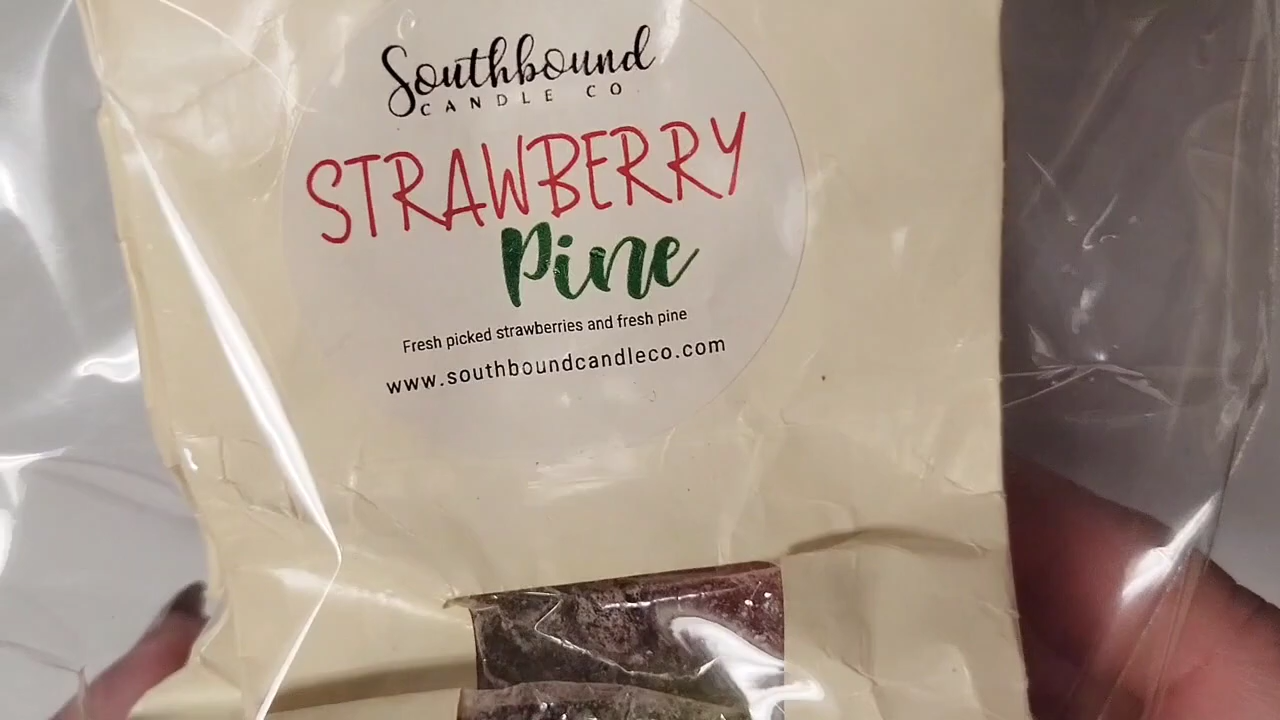 Southbound
CANDLE CO
STRAWBERRY
Pine
Fresh picked strawberries and fresh pine
www.southboundcandleco.com